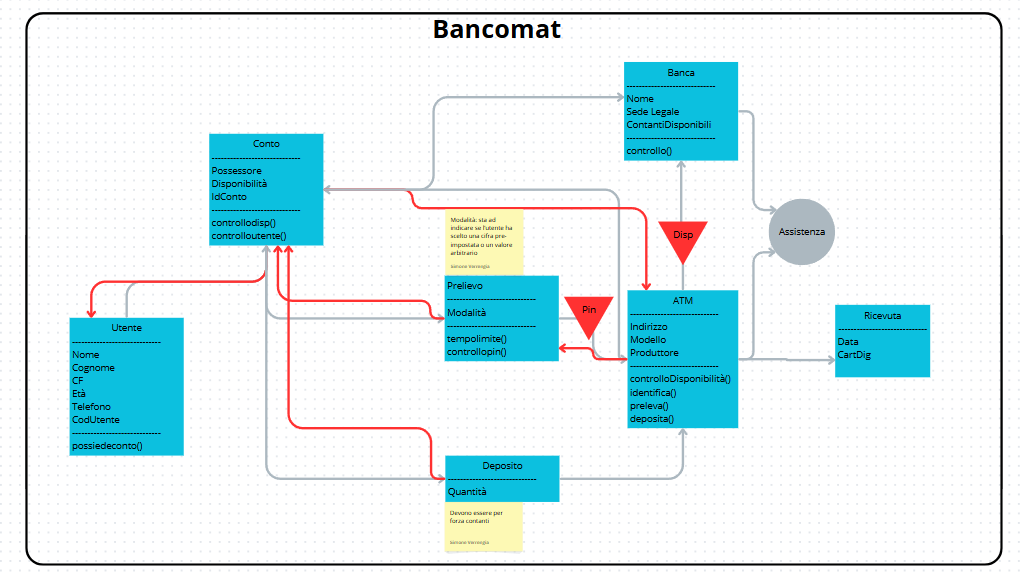 Bancomat
Banca
------------------------------
Nome
Sede Legale
ContantiDisponibili
------------------------------
controllo()
Conto
------------------------------
Possessore
Disponibilità
IdConto
------------------------------
controllodisp()
controlloutente()
Assistenza
Disp
Modalità: sta ad
indicare se l'utente ha
scelto una cifra pre-
impostata o un valore
arbitrario
Simone Verrengia
Prelievo
------------------------------
Modalità
------------------------------
tempolimite()
controllopin()
Pin
ATM
------------------------------
Indirizzo
Modello
Produttore
------------------------------
controlloDisponibilità()
identifica()
preleva()
deposita()
Ricevuta
------------------------------
Data
CartDig
Utente
------------------------------
Nome
Cognome
CF
Età
Telefono
CodUtente
------------------------------
possiedeconto()
Deposito
------------------------------
Quantità
Devono essere per
forza contanti
Simone Verrengia